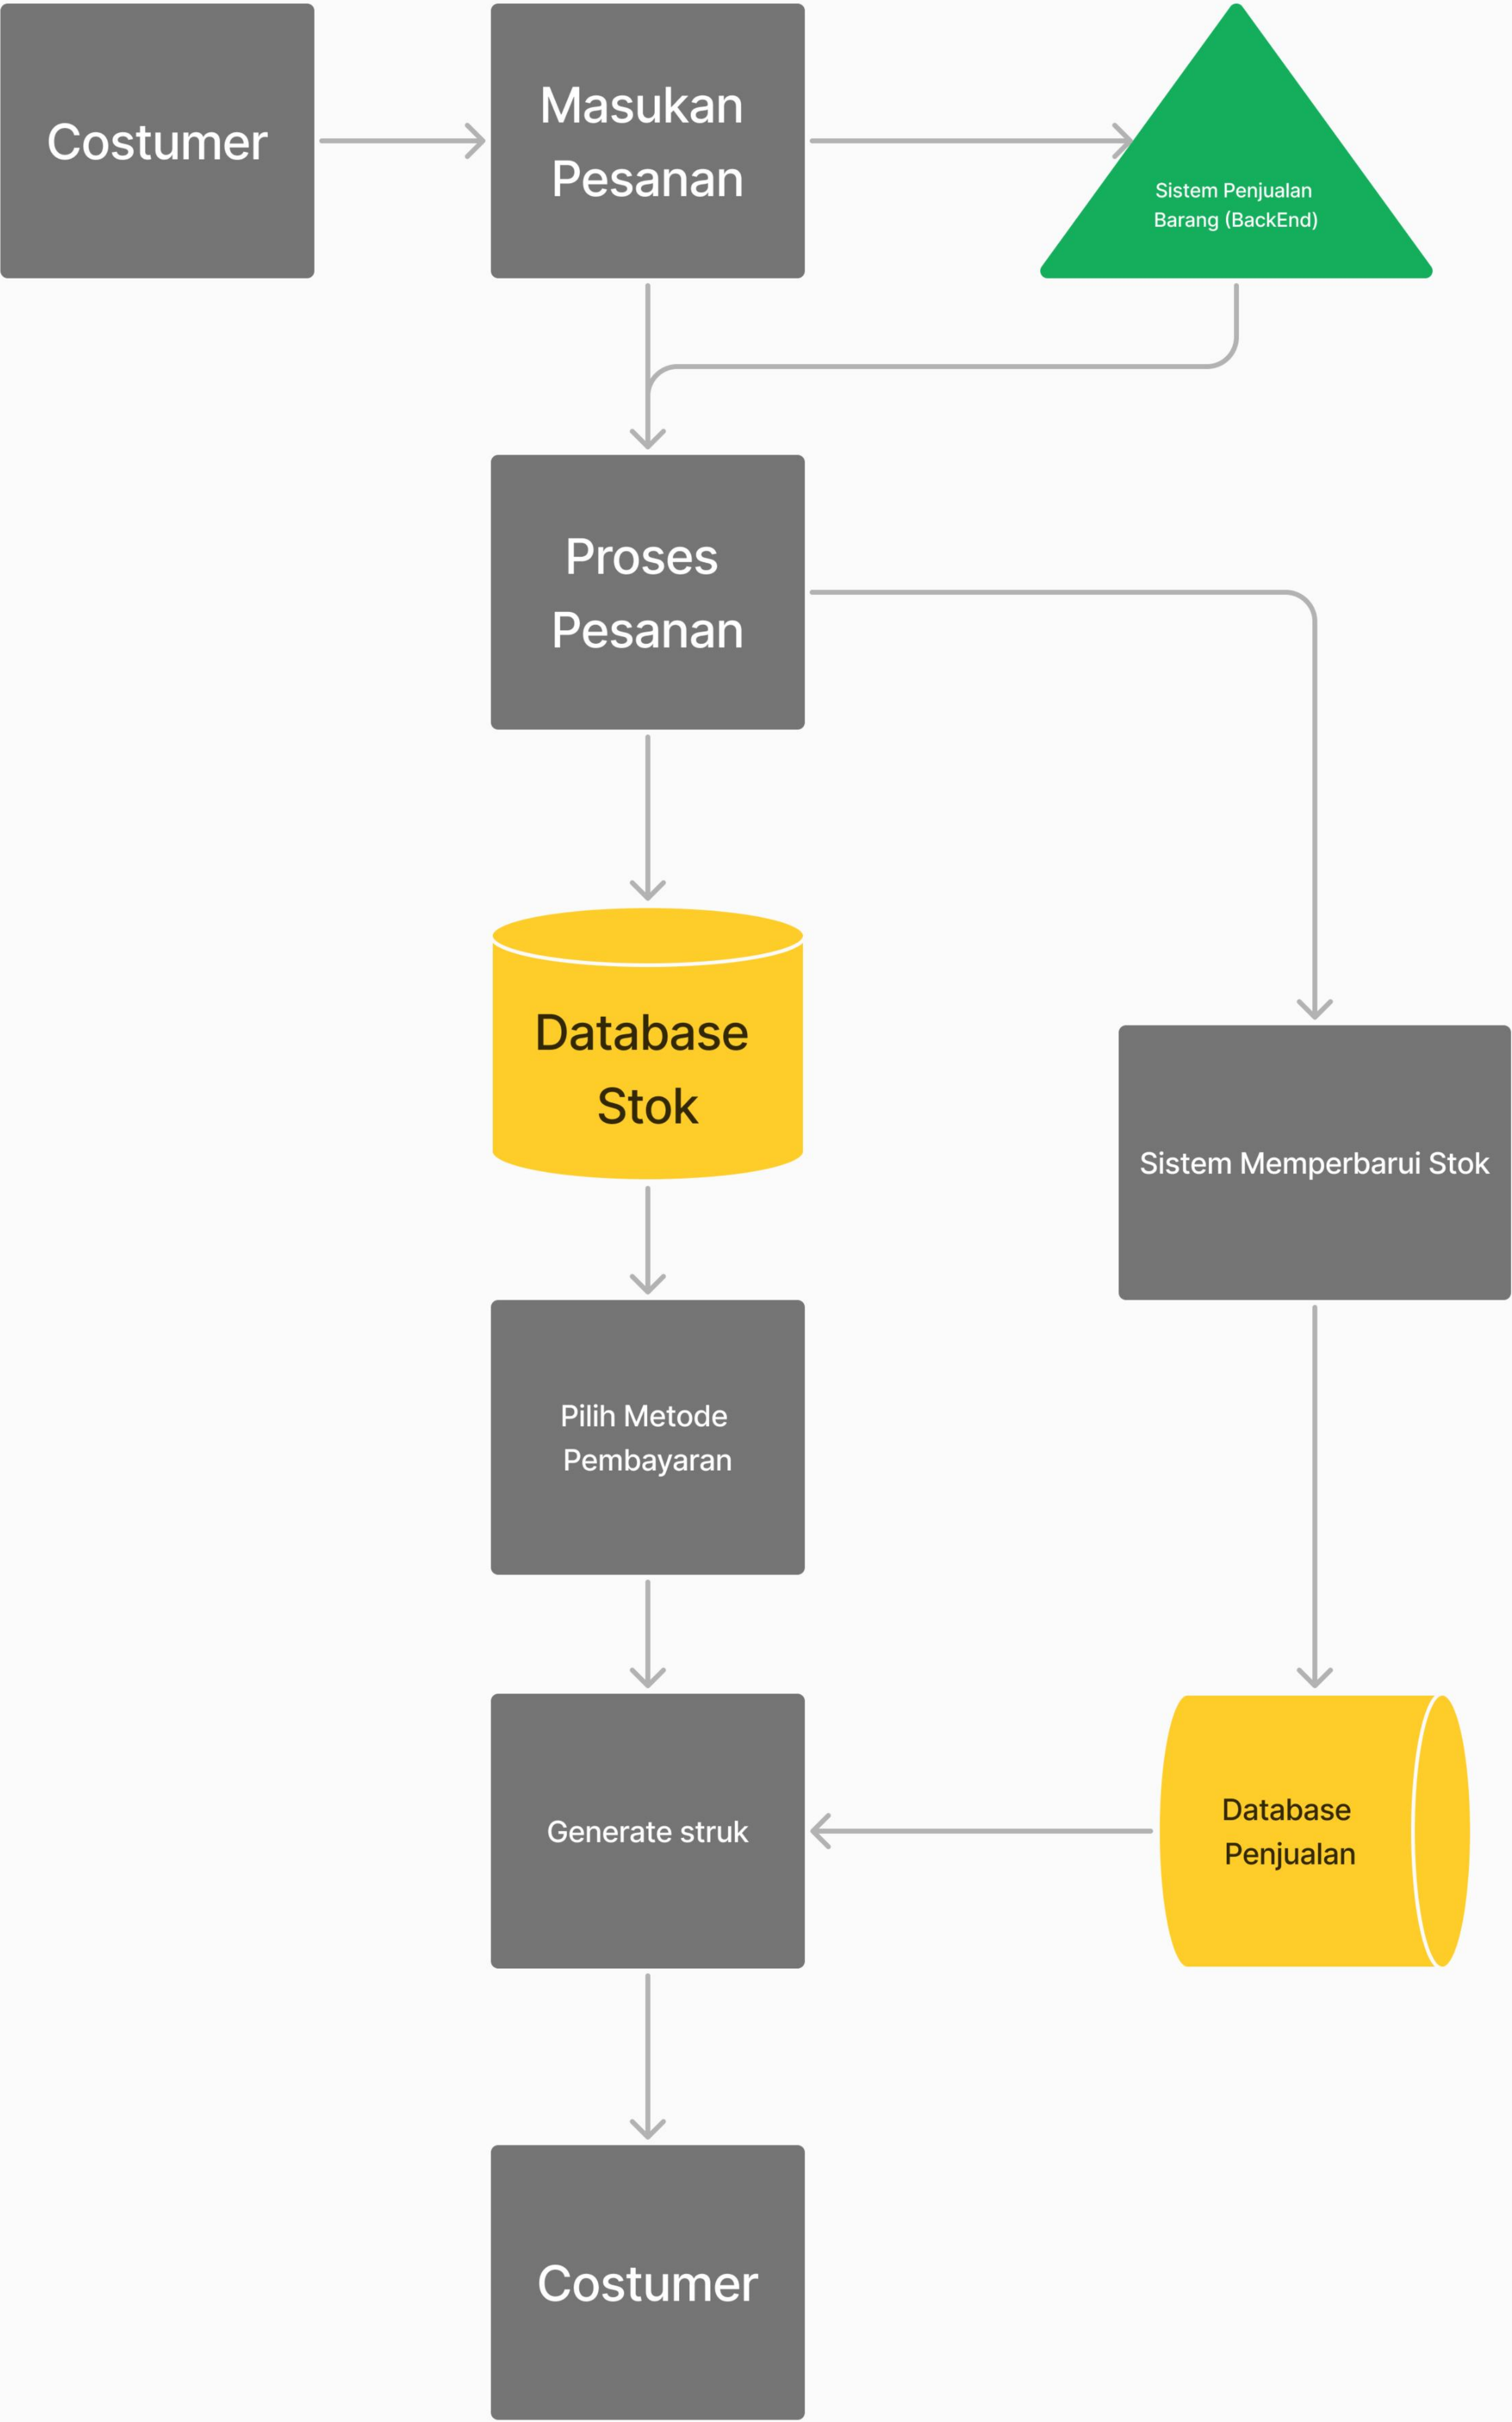 Costumer
Masukan
Pesanan
Sistem Penjualan
Barang (BackEnd)
Proses
Pesanan
Database
Stok
Sistem Memperbarui Stok
Pilih Metode
Pembayaran
Generate struk
Database
Penjualan
Costumer